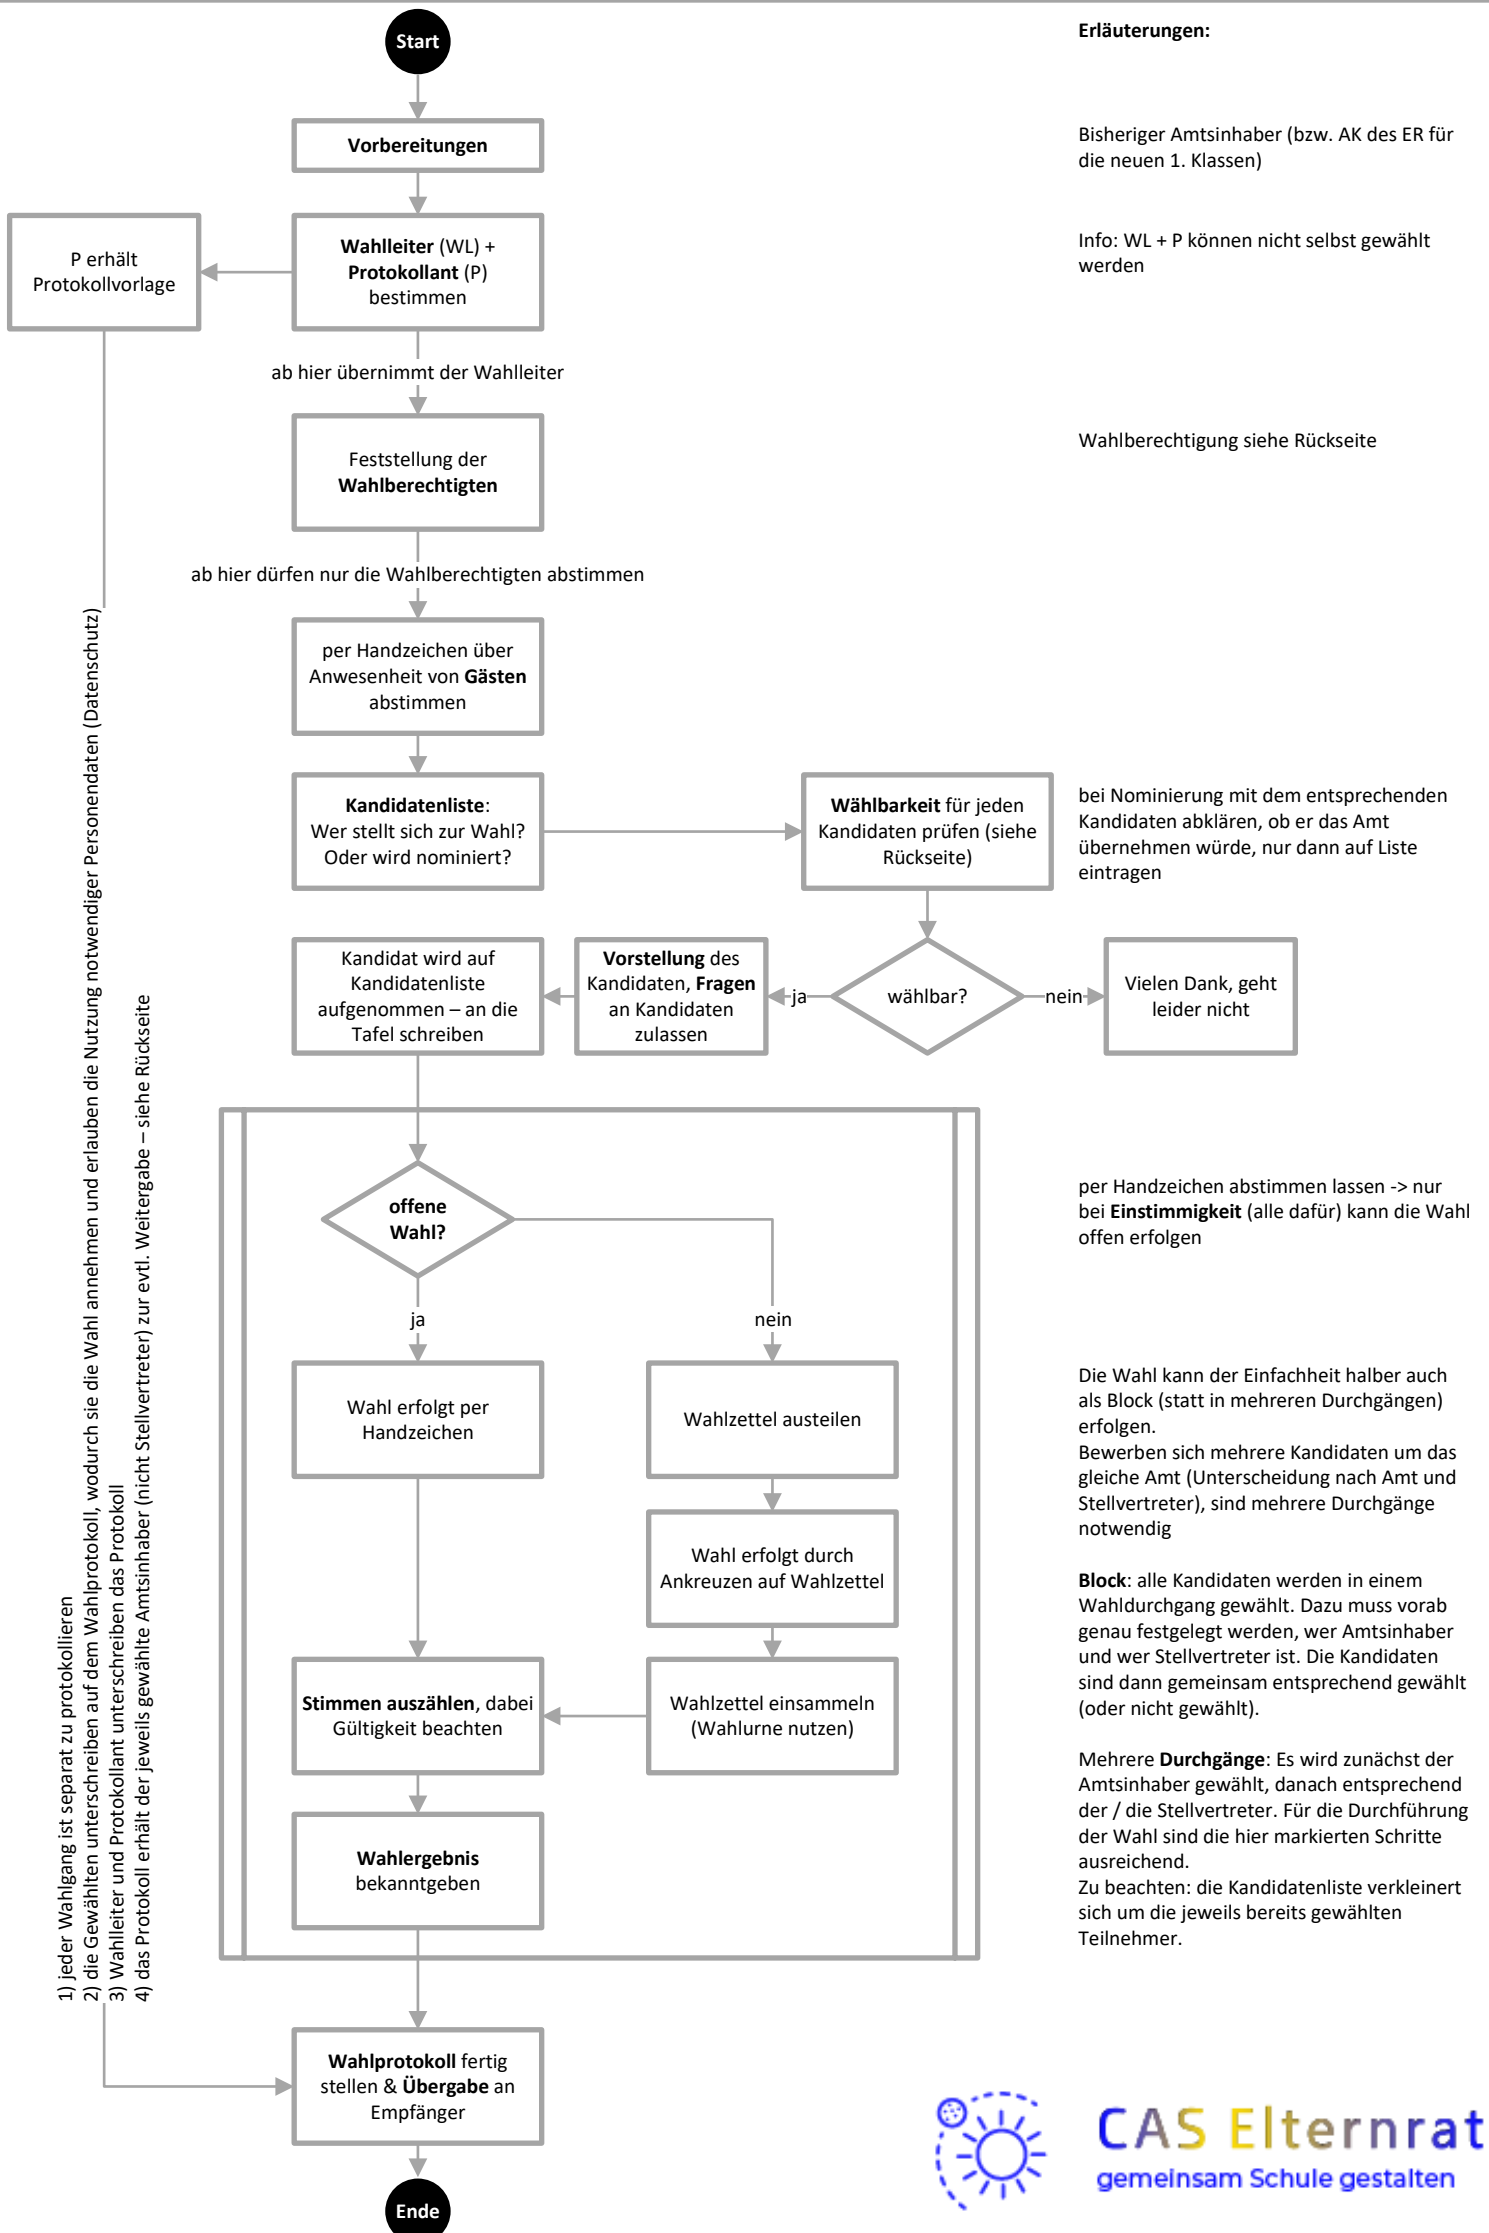 Start
Erläuterungen:
Vorbereitungen
Bisheriger Amtsinhaber (bzw. AK des ER für
die neuen 1. Klassen)
P erhält
Protokollvorlage
Wahlleiter (WL) +
Protokollant (P)
bestimmen
Info: WL + P können nicht selbst gewählt
werden
ab hier übernimmt der Wahlleiter
Feststellung der
Wahlberechtigten
Wahlberechtigung siehe Rückseite
ab hier dürfen nur die Wahlberechtigten abstimmen
per Handzeichen über
Anwesenheit von Gästen
abstimmen
Kandidatenliste:
Wer stellt sich zur Wahl?
Oder wird nominiert?
Wählbarkeit für jeden
Kandidaten prüfen (siehe
Rückseite)
bei Nominierung mit dem entsprechenden
Kandidaten abklären, ob er das Amt
übernehmen würde, nur dann auf Liste
eintragen
Kandidat wird auf
Kandidatenliste
aufgenommen – an die
Tafel schreiben
Vorstellung des
Kandidaten, Fragen
an Kandidaten
zulassen
ja
wählbar?
nein
Vielen Dank, geht
leider nicht
offene
Wahl?
per Handzeichen abstimmen lassen -> nur
bei Einstimmigkeit (alle dafür) kann die Wahl
offen erfolgen
ja
nein
Wahl erfolgt per
Handzeichen
Wahlzettel austeilen
Die Wahl kann der Einfachheit halber auch
als Block (statt in mehreren Durchgängen)
erfolgen.
Bewerben sich mehrere Kandidaten um das
gleiche Amt (Unterscheidung nach Amt und
Stellvertreter), sind mehrere Durchgänge
notwendig
Wahl erfolgt durch
Ankreuzen auf Wahlzettel
Block: alle Kandidaten werden in einem
Wahldurchgang gewählt. Dazu muss vorab
genau festgelegt werden, wer Amtsinhaber
und wer Stellvertreter ist. Die Kandidaten
sind dann gemeinsam entsprechend gewählt
(oder nicht gewählt).
Stimmen auszählen, dabei
Gültigkeit beachten
Wahlzettel einsammeln
(Wahlurne nutzen)
Mehrere Durchgänge: Es wird zunächst der
Amtsinhaber gewählt, danach entsprechend
der / die Stellvertreter. Für die Durchführung
der Wahl sind die hier markierten Schritte
ausreichend.
Zu beachten: die Kandidatenliste verkleinert
sich um die jeweils bereits gewählten
Teilnehmer.
Wahlergebnis
bekanntgeben
1) jeder Wahlgang ist separat zu protokollieren
2) die Gewählten unterschreiben auf dem Wahlprotokoll, wodurch sie die Wahl annehmen und erlauben die Nutzung notwendiger Personendaten (Datenschutz)
3) Wahlleiter und Protokollant unterschreiben das Protokoll
4) das Protokoll erhält der jeweils gewählte Amtsinhaber (nicht Stellvertreter) zur evtl. Weitergabe – siehe Rückseite
Wahlprotokoll fertig
stellen & Übergabe an
Empfänger
Ende
CAS Elternrat
gemeinsam Schule gestalten